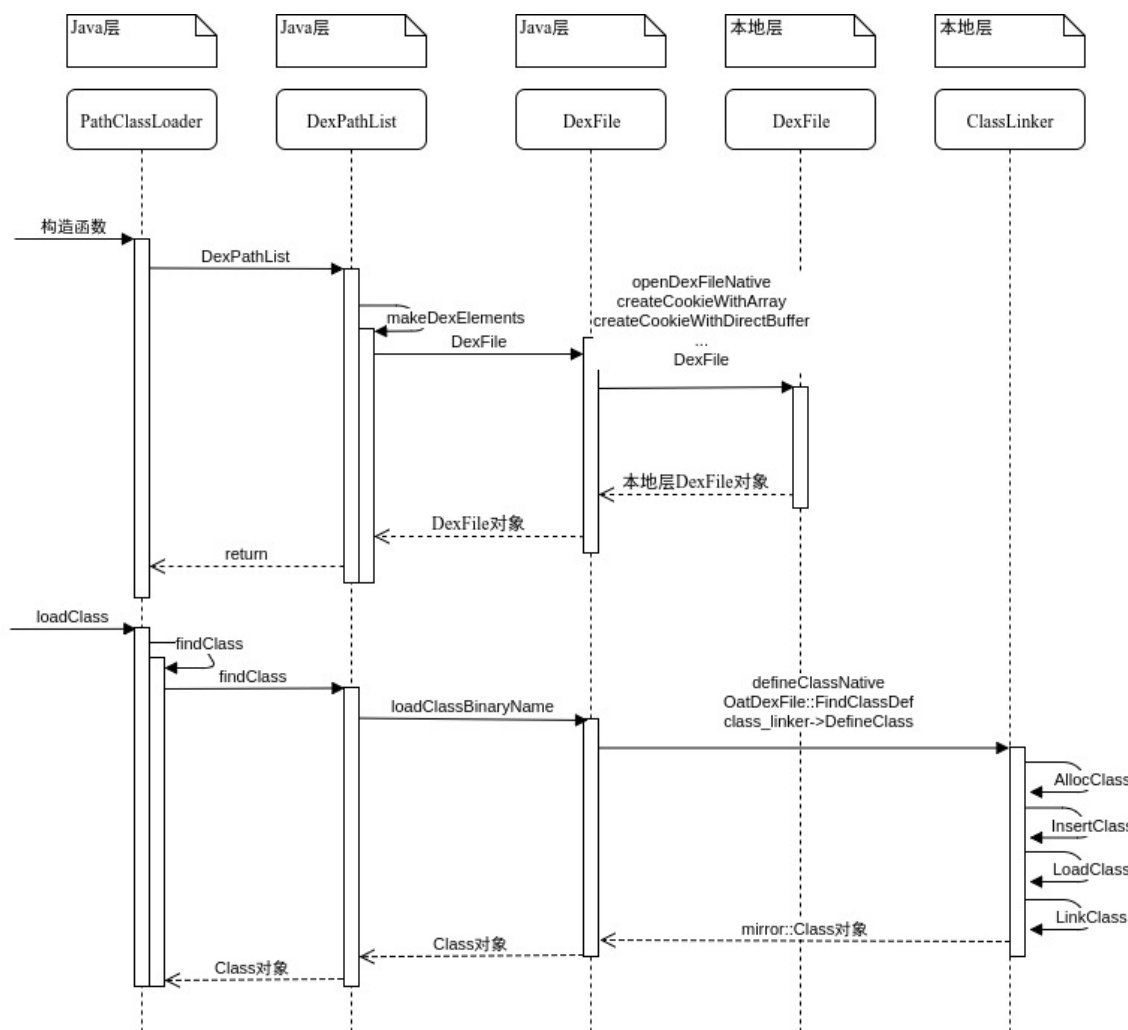 Java层
Java层
Java层
本地层
本地层
PathClassLoader
DexPathList
DexFile
DexFile
ClassLinker
构造函数
DexPathList
openDexFileNative
createCookieWithArray
createCookieWithDirectBuffer
...
DexFile
makeDexElements
DexFile
本地层DexFile对象
DexFile对象
return
loadClass
findClass
findClass
loadClassBinaryName
defineClassNative
OatDexFile::FindClassDef
class_linker->DefineClass
AllocClass
InsertClass
LoadClass
LinkClass
mirror::Class对象
Class对象
Class对象